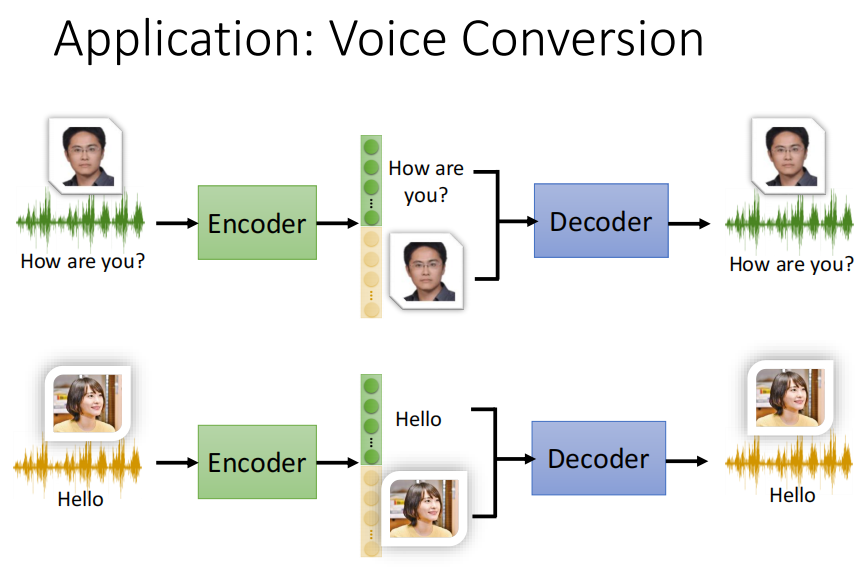 Application: Voice Conversion
How are you?
Encoder
How are
you?
Decoder
How are you?
Hello
Encoder
Hello
Decoder
Hello